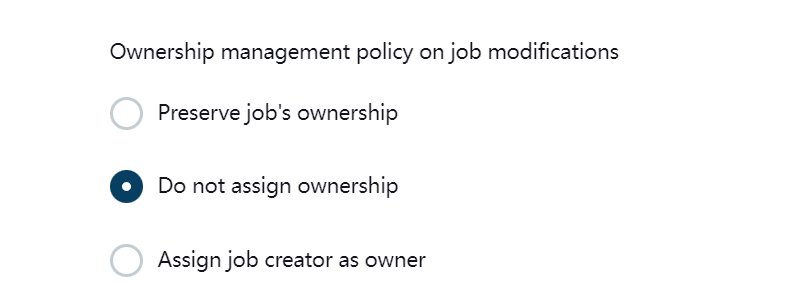 Ownership management policy on job modifications
Preserve job's ownership
Do not assign ownership
Assign job creator as owner